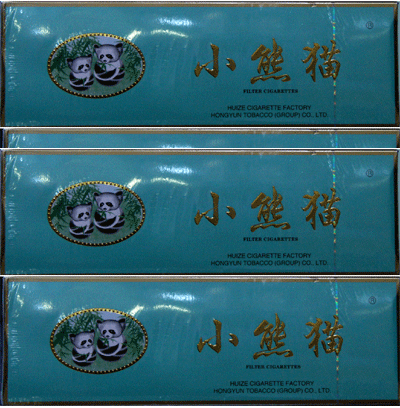 小熊猫
FILTER CIGARETTES
HUIZE CIGARETTE FACTORY
HONGYUN TOBACCO (GROUP) CO., LTD.
®
小熊猫
FILTER CIGARETTES
HUIZE CIGARETTE FACTORY
HONGYUN TOBACCO (GROUP) CO., LTD.
®
小熊猫
FILTER CIGARETTES
HUIZE CIGARETTE FACTORY
HONGYUN TOBACCO (GROUP) CO., LTD.
®